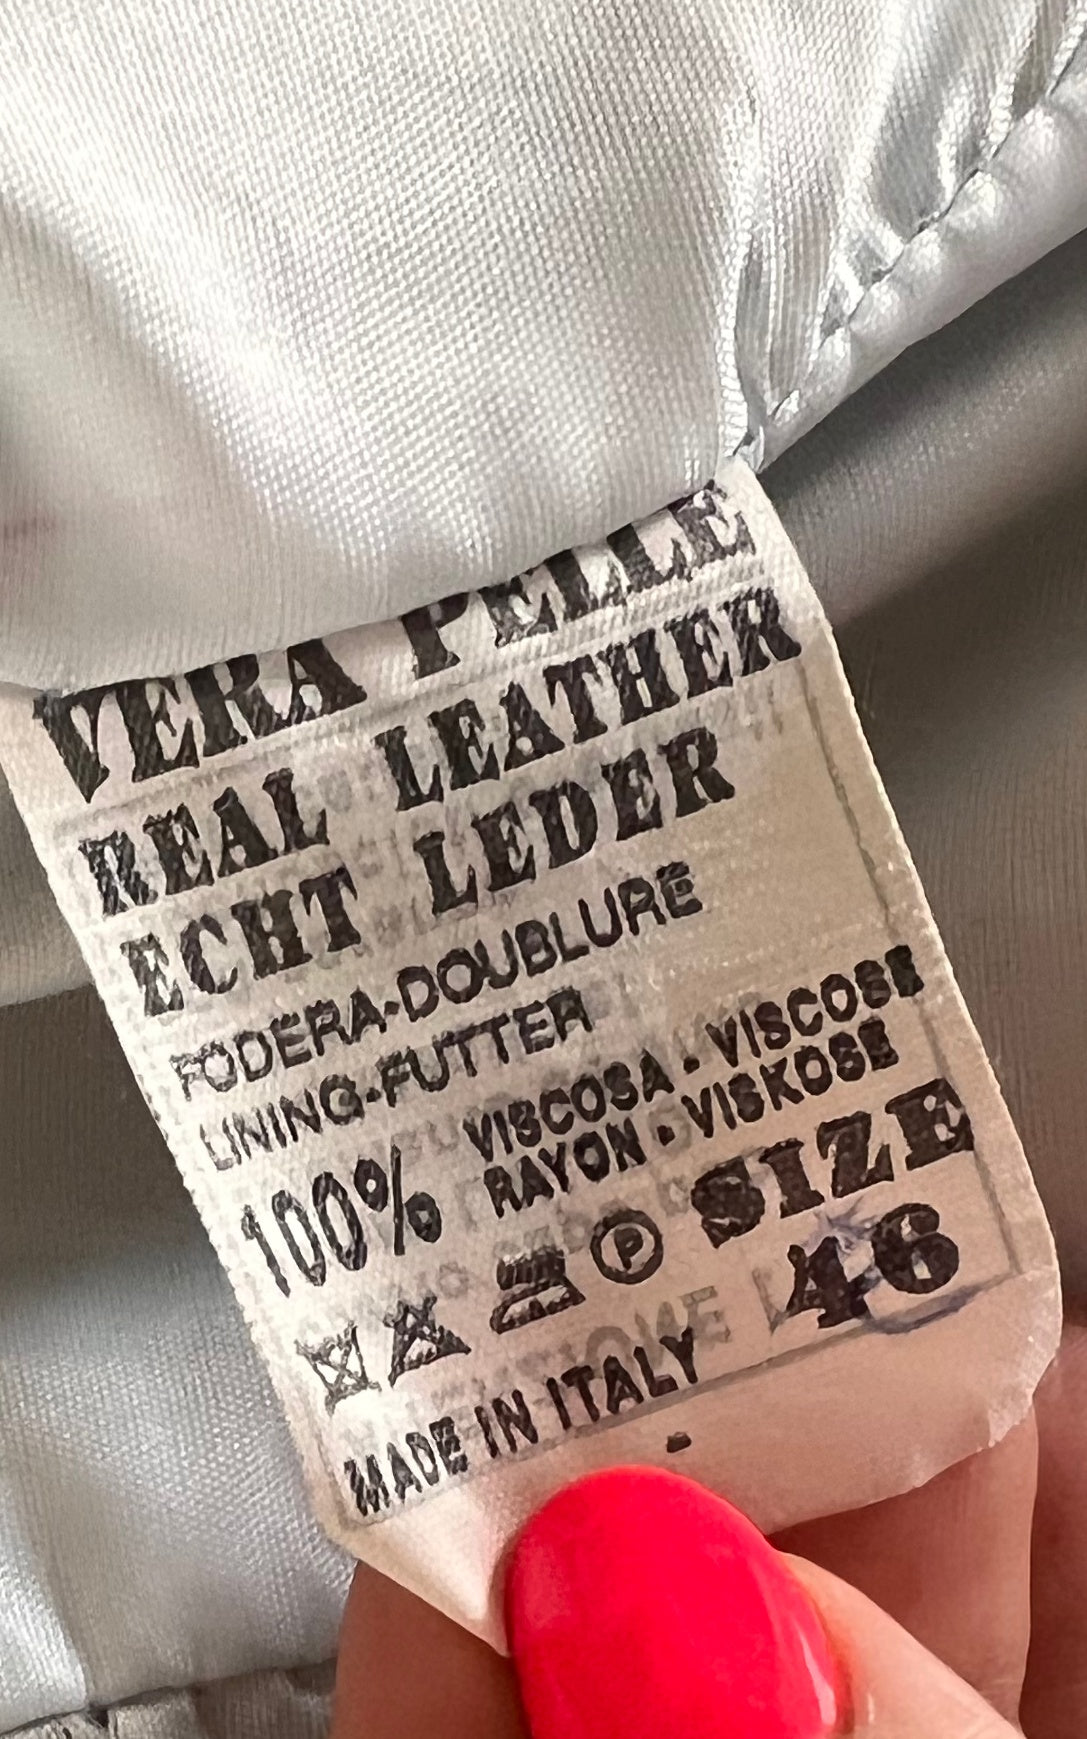 VERA PELLE
REAL LEATHER
ECHT LEDER
FODERA-DOUBLURE
LINING-FUTTER
100% VISCOSA - VISCOSE
RAYON - VISKOSE
P SIZE
46
MADE IN ITALY